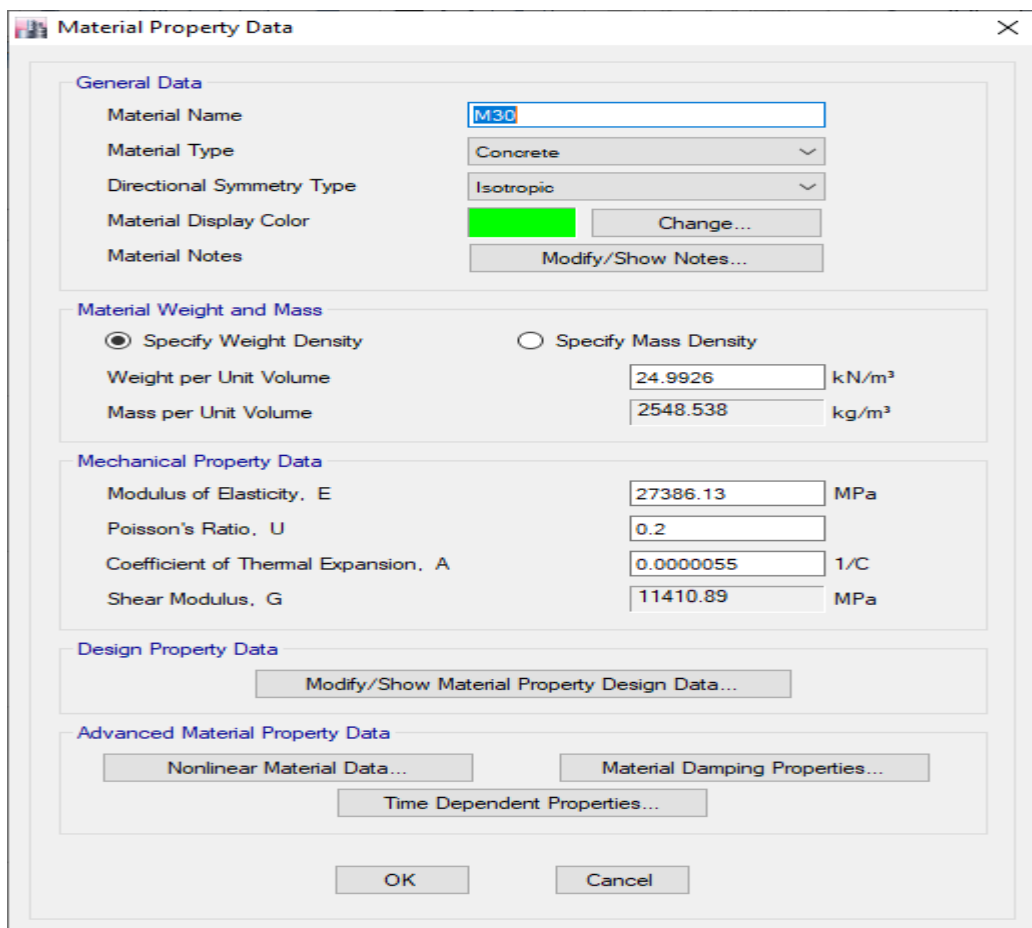 Material Property Data
General Data
Material Name M30
Material Type Concrete
Directional Symmetry Type Isotropic
Material Display Color Change...
Material Notes Modify/Show Notes...
Material Weight and Mass
Specify Weight Density Specify Mass Density
Weight per Unit Volume 24.9926 kN/m³
Mass per Unit Volume 2548.538 kg/m³
Mechanical Property Data
Modulus of Elasticity, E 27386.13 MPa
Poisson's Ratio, U 0.2
Coefficient of Thermal Expansion, A 0.0000055 1/C
Shear Modulus, G 11410.89 MPa
Design Property Data
Modify/Show Material Property Design Data...
Advanced Material Property Data
Nonlinear Material Data... Material Damping Properties...
Time Dependent Properties...
OK Cancel